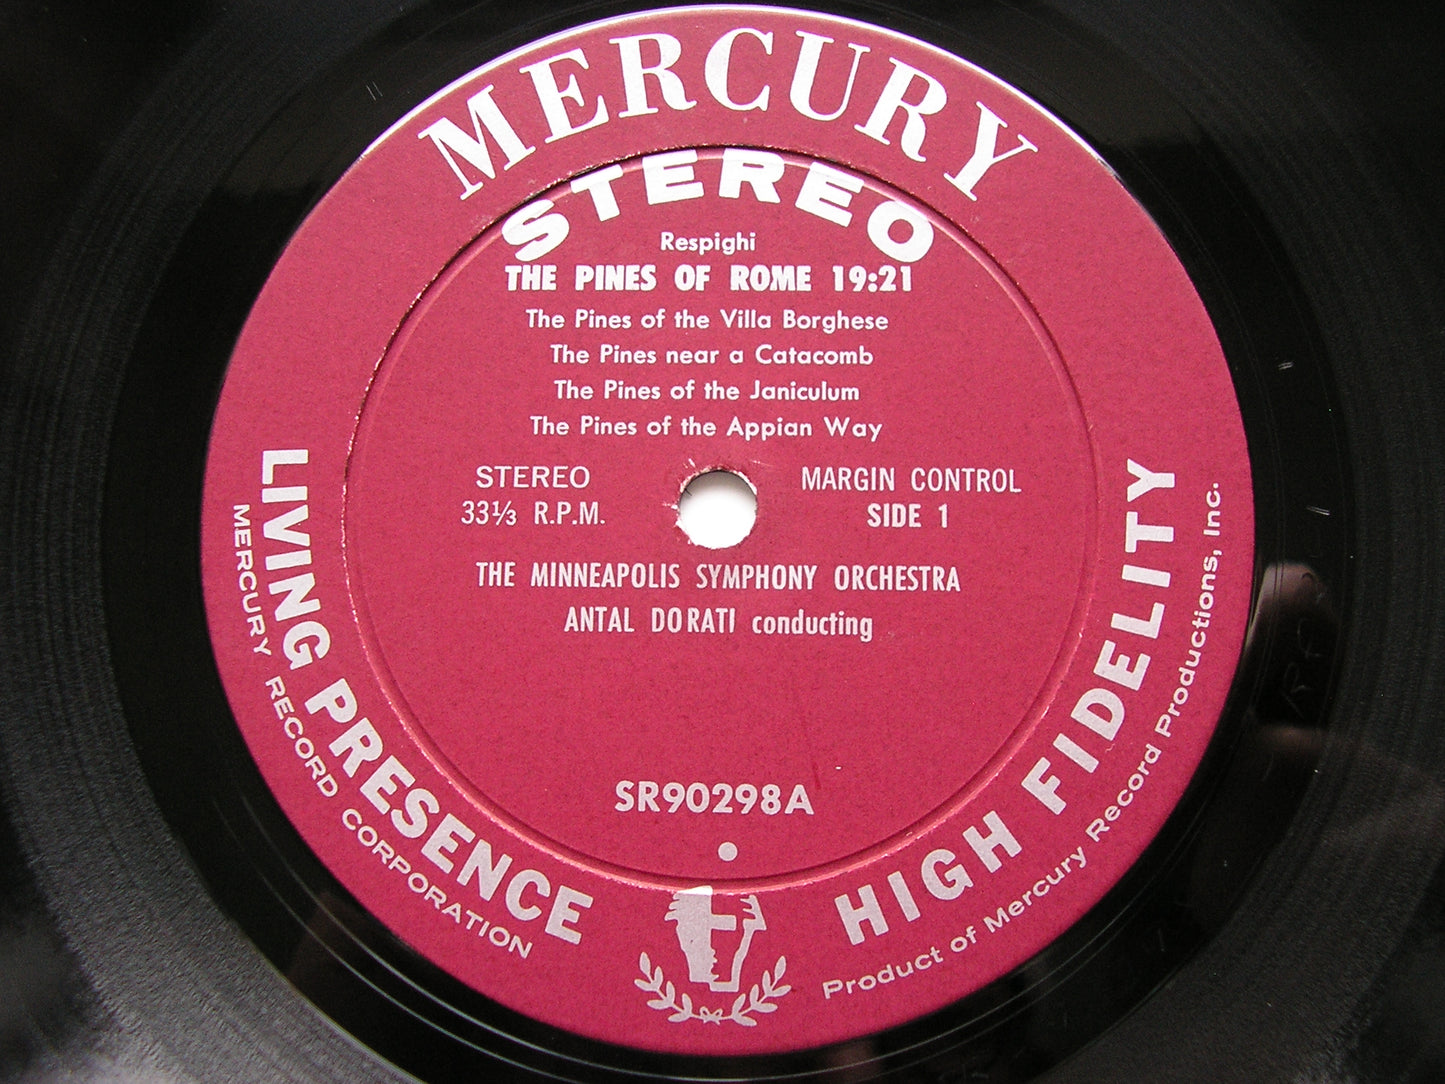 MERCURY
STEREO
Respighi
THE PINES OF ROME 19:21
The Pines of the Villa Borghese
The Pines near a Catacomb
The Pines of the Janiculum
The Pines of the Appian Way
STEREO
33⅓ R.P.M.
MARGIN CONTROL
SIDE 1
THE MINNEAPOLIS SYMPHONY ORCHESTRA
ANTAL DORATI conducting
SR90298A
LIVING PRESENCE
MERCURY RECORD CORPORATION
HIGH FIDELITY
Product of Mercury Record Productions, Inc.